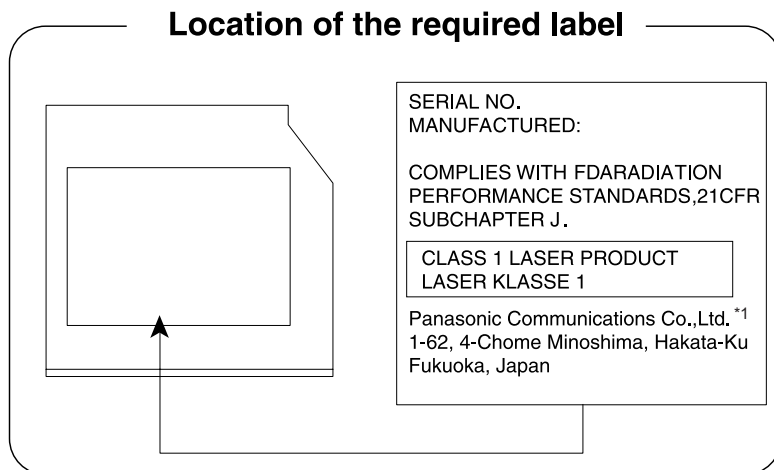 Location of the required label
SERIAL NO.
MANUFACTURED:
COMPLIES WITH FDARADIATION
PERFORMANCE STANDARDS,21CFR
SUBCHAPTER J.
CLASS 1 LASER PRODUCT
LASER KLASSE 1
Panasonic Communications Co.,Ltd. *1
1-62, 4-Chome Minoshima, Hakata-Ku
Fukuoka, Japan